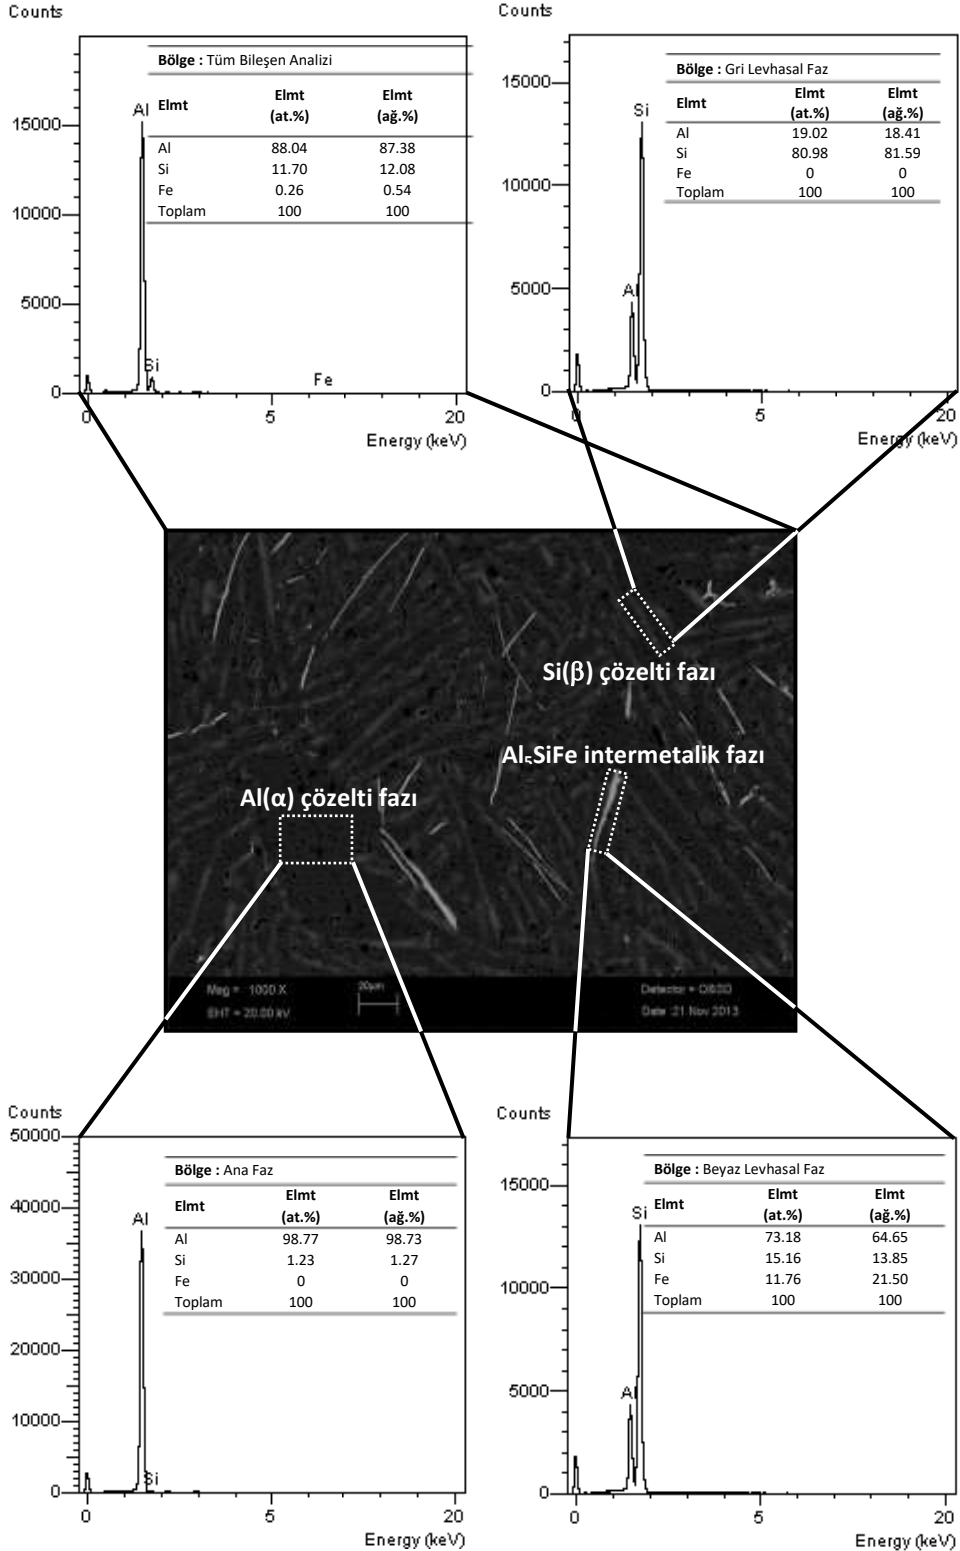 Counts
Bölge : Tüm Bileşen Analizi
Elmt Elmt (at.%) Elmt (ağ.%)
Al 88.04 87.38
Si 11.70 12.08
Fe 0.26 0.54
Toplam 100 100
15000
10000
5000
0
Al
Si
Fe
0 5 20
Energy (keV)
Counts
Bölge : Gri Levhasal Faz
Elmt Elmt (at.%) Elmt (ağ.%)
Al 19.02 18.41
Si 80.98 81.59
Fe 0 0
Toplam 100 100
15000
10000
5000
0
Si
Al
0 5 20
Energy (keV)
Si(β) çözelti fazı
Al₅SiFe intermetalik fazı
Al(α) çözelti fazı
Mag = 1000 X
EHT = 20.00 kV
20µm
Detector = QBSD
Date :21 Nov 2013
Counts
Bölge : Ana Faz
Elmt Elmt (at.%) Elmt (ağ.%)
Al 98.77 98.73
Si 1.23 1.27
Fe 0 0
Toplam 100 100
50000
40000
30000
20000
10000
0
Al
Si
0 5 20
Energy (keV)
Counts
Bölge : Beyaz Levhasal Faz
Elmt Elmt (at.%) Elmt (ağ.%)
Al 73.18 64.65
Si 15.16 13.85
Fe 11.76 21.50
Toplam 100 100
15000
10000
5000
0
Si
Al
0 5 20
Energy (keV)